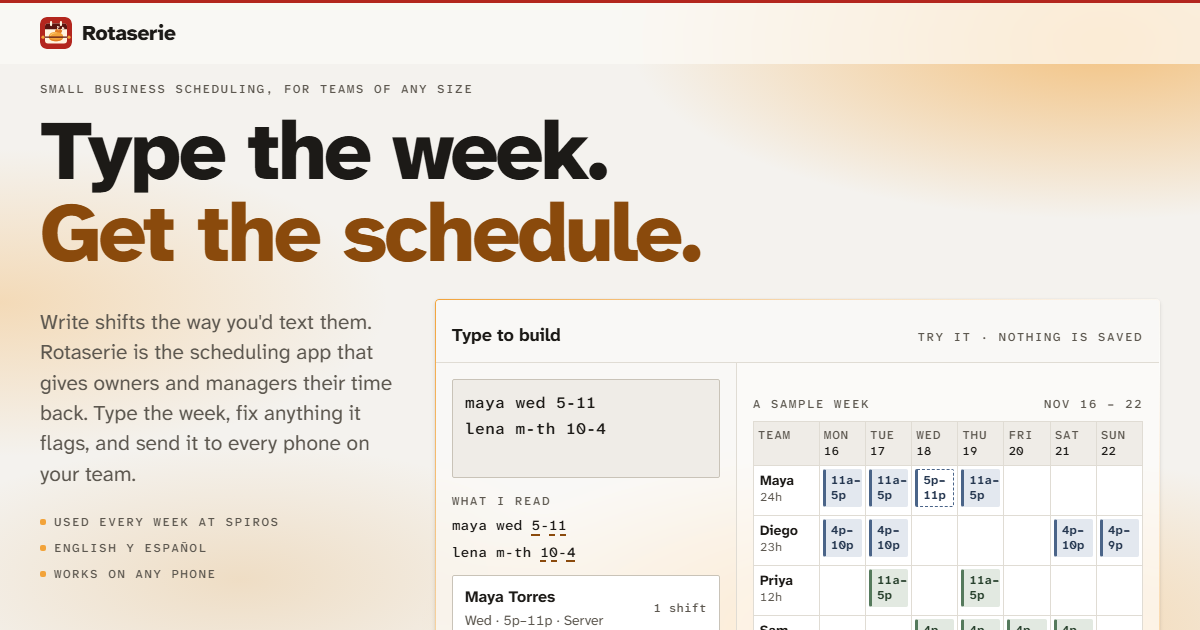 Rotaserie
SMALL BUSINESS SCHEDULING, FOR TEAMS OF ANY SIZE
Type the week.
Get the schedule.
Write shifts the way you'd text them.
Rotaserie is the scheduling app that
gives owners and managers their time
back. Type the week, fix anything it
flags, and send it to every phone on
your team.
USED EVERY WEEK AT SPIROS
ENGLISH Y ESPAÑOL
WORKS ON ANY PHONE
Type to build
TRY IT · NOTHING IS SAVED
maya wed 5-11
lena m-th 10-4
WHAT I READ
maya wed 5-11
lena m-th 10-4
Maya Torres
Wed · 5p–11p · Server
1 shift
A SAMPLE WEEK
NOV 16 – 22
TEAM MON 16 TUE 17 WED 18 THU 19 FRI 20 SAT 21 SUN 22
Maya 24h 11a–5p 11a–5p 5p–11p 11a–5p
Diego 23h 4p–10p 4p–10p 4p–10p 4p–9p
Priya 12h 11a–5p 11a–5p
Sam 4p– 4p– 4p– 4p–